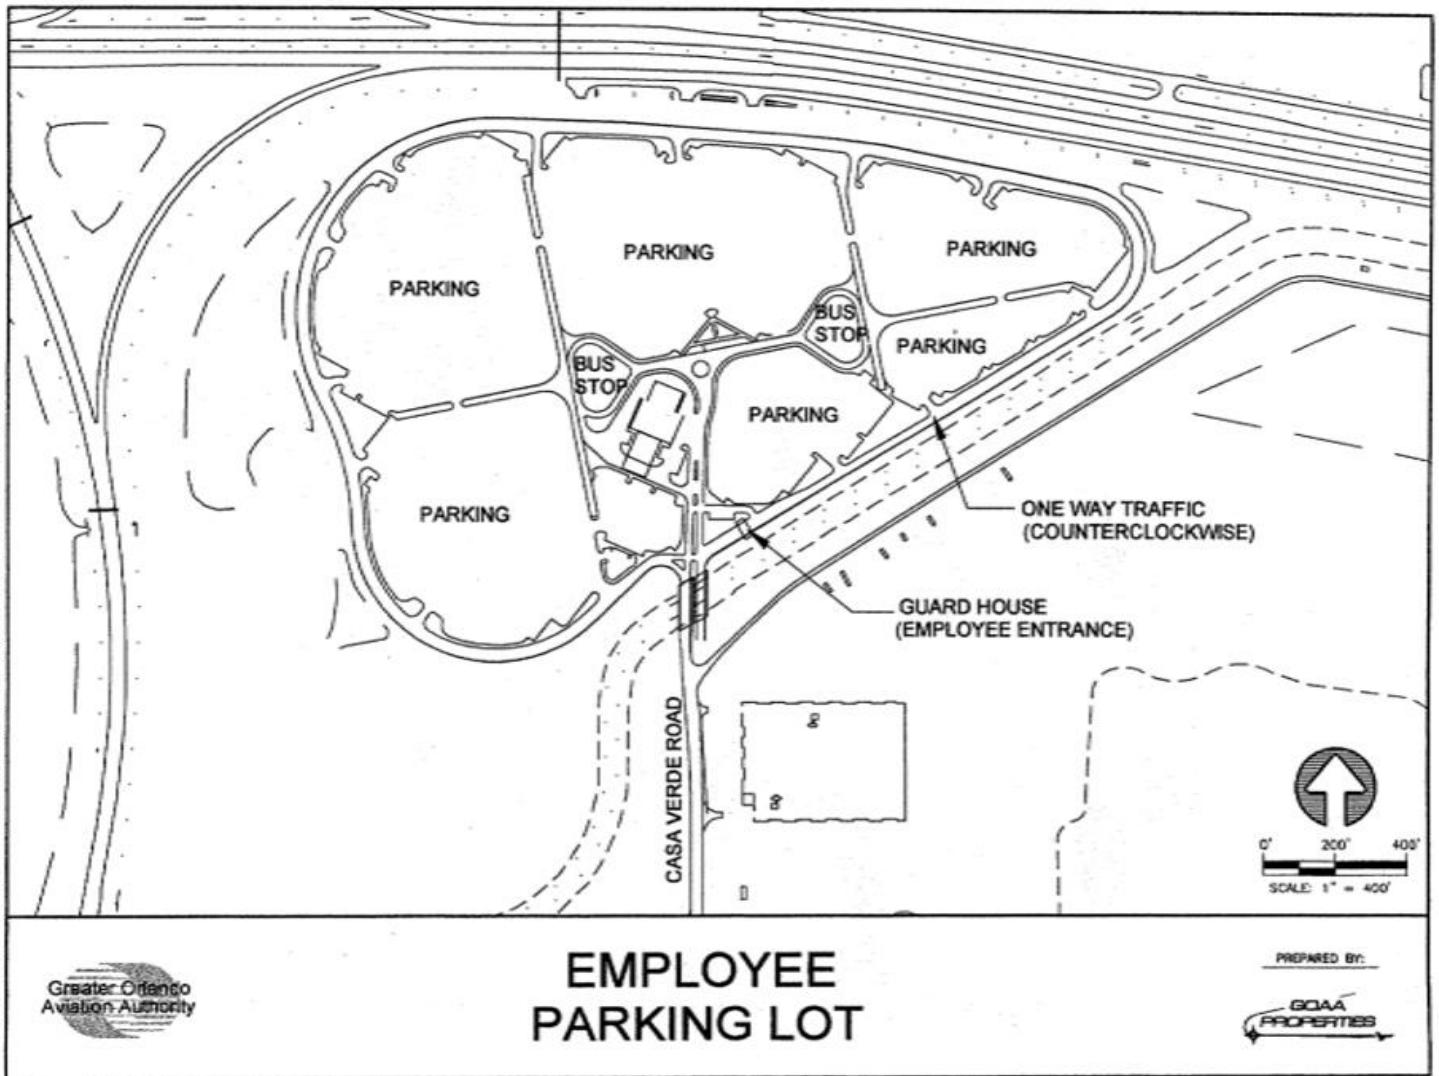 PARKING
PARKING
PARKING
BUS
STOP
PARKING
BUS
STOP
PARKING
PARKING
ONE WAY TRAFFIC
(COUNTERCLOCKWISE)
GUARD HOUSE
(EMPLOYEE ENTRANCE)
CASA VERDE ROAD
0' 200' 400'
SCALE: 1" = 400'
Greater Orlando
Aviation Authority
EMPLOYEE
PARKING LOT
PREPARED BY:
GOAA
PROPERTIES